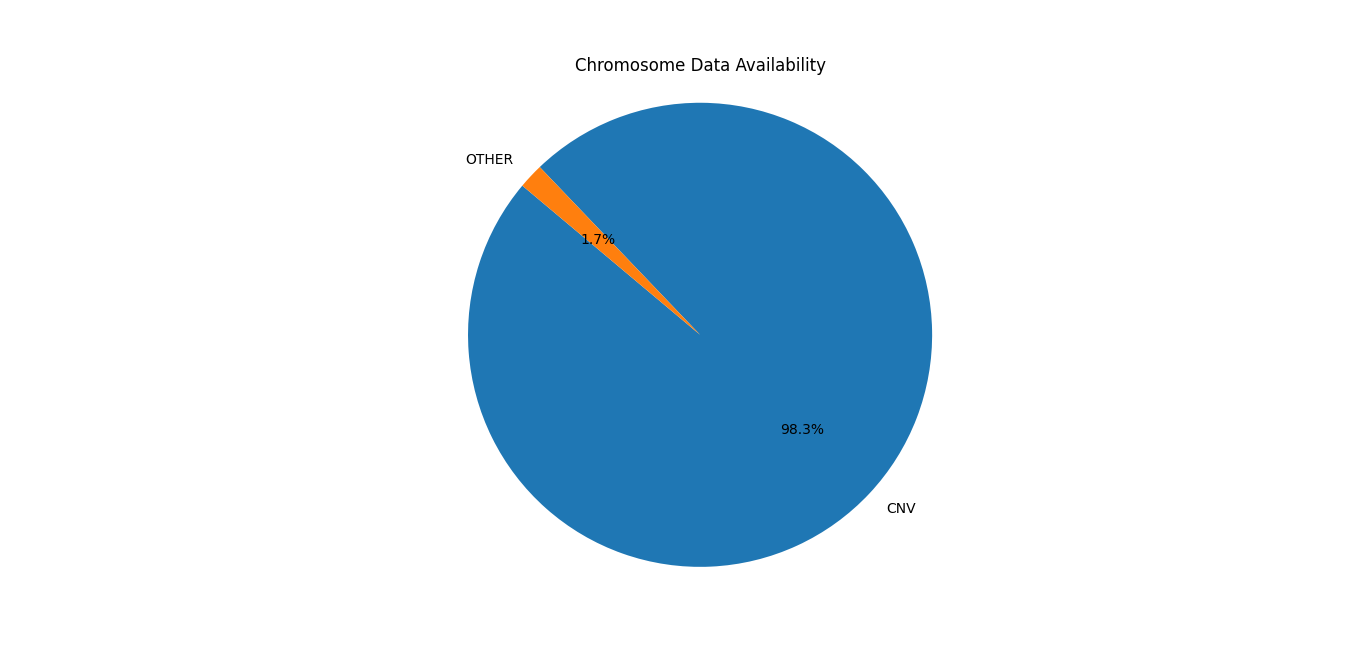 Chromosome Data Availability
OTHER
1.7%
98.3%
CNV